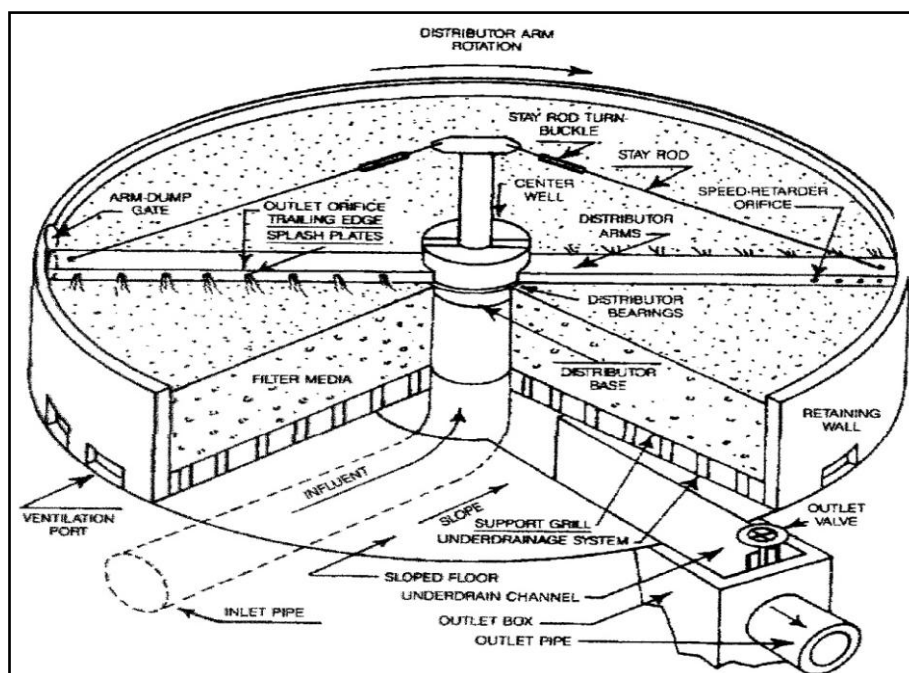 DISTRIBUTOR ARM
ROTATION
STAY ROD TURN-
BUCKLE
STAY ROD
ARM-DUMP
GATE
OUTLET ORIFICE
TRAILING EDGE
SPLASH PLATES
CENTER
WELL
SPEED-RETARDER
ORIFICE
DISTRIBUTOR
ARMS
DISTRIBUTOR
BEARINGS
FILTER MEDIA
DISTRIBUTOR
BASE
RETAINING
WALL
INFLUENT
SLOPE
VENTILATION
PORT
SUPPORT GRILL
UNDERDRAINAGE SYSTEM
OUTLET
VALVE
SLOPED FLOOR
UNDERDRAIN CHANNEL
INLET PIPE
OUTLET BOX
OUTLET PIPE